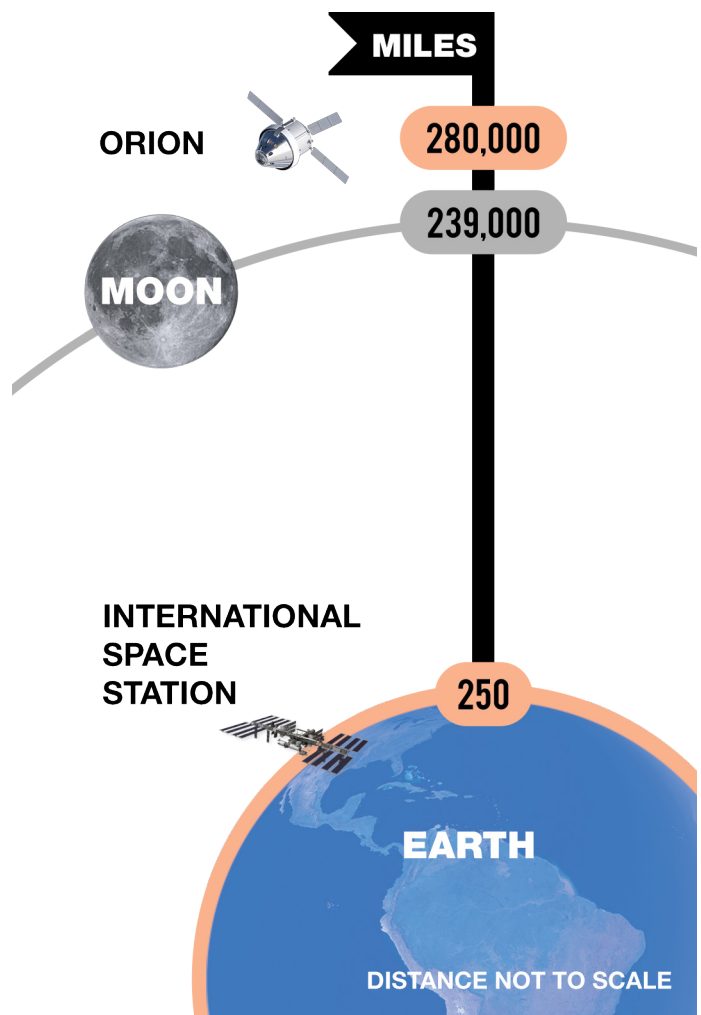 MILES
ORION
280,000
239,000
MOON
INTERNATIONAL
SPACE
STATION
250
EARTH
DISTANCE NOT TO SCALE